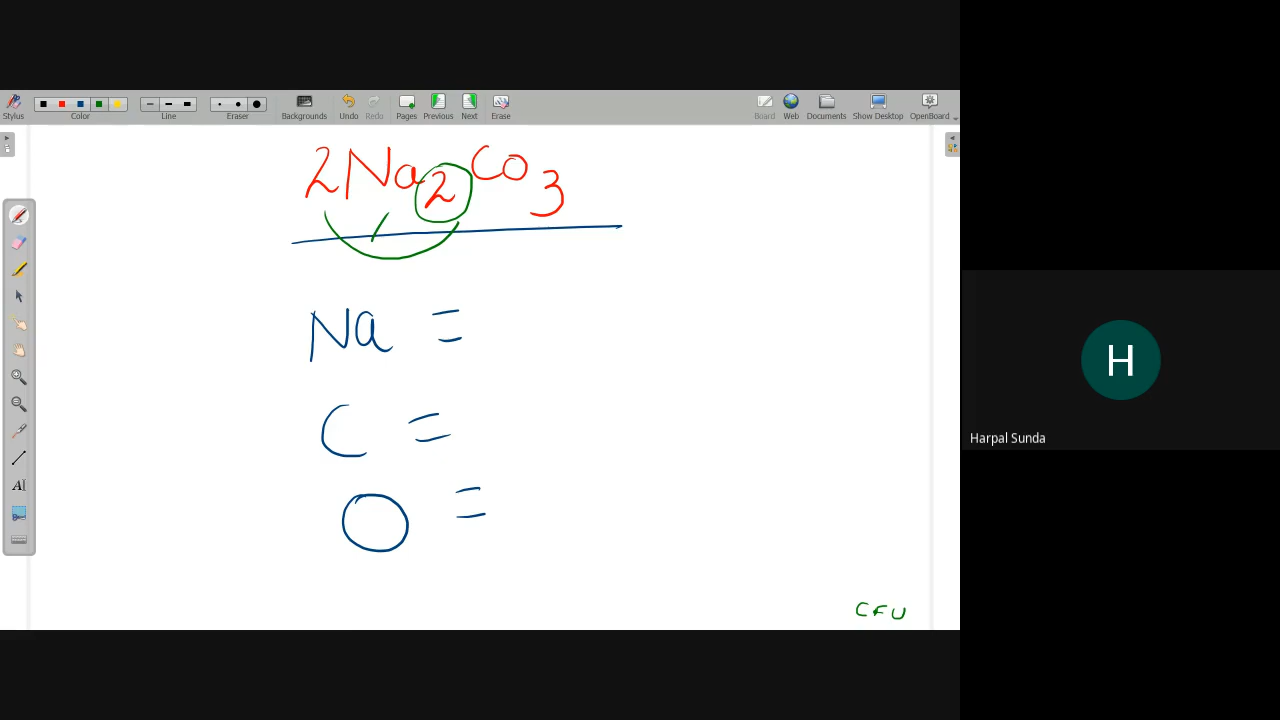 Stylus Color Line Eraser Backgrounds Undo Redo Pages Previous Next Erase Board Web Documents Show Desktop OpenBoard
2Na₂Co₃
Na =
C =
O =
CFU
H
Harpal Sunda